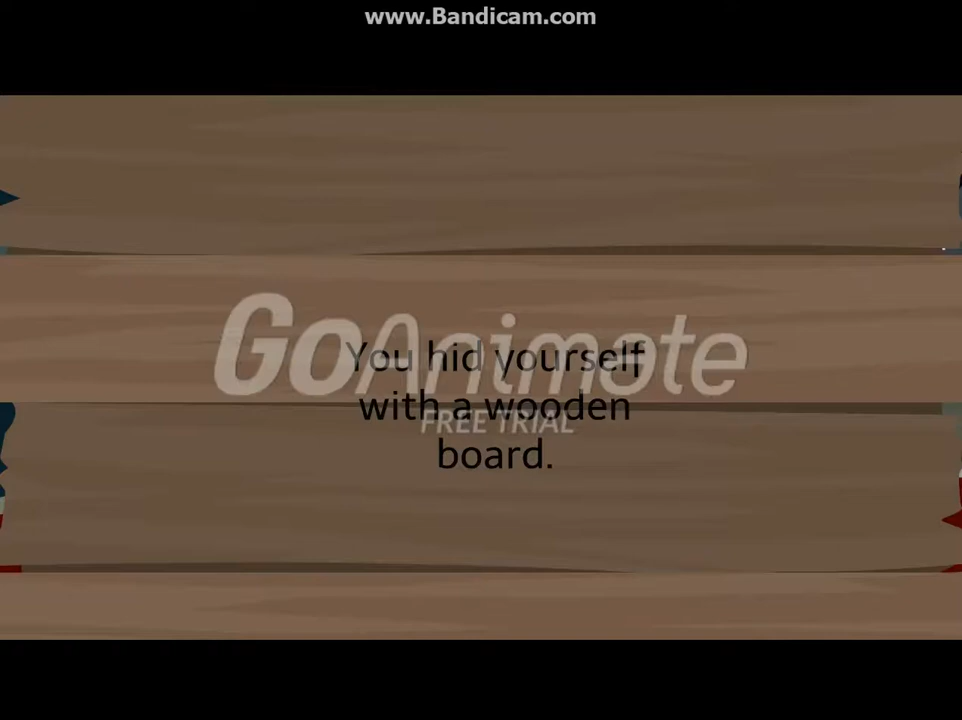 www.Bandicam.com
GoAnimate
You hid yourself
with a wooden
FREE TRIAL
board.